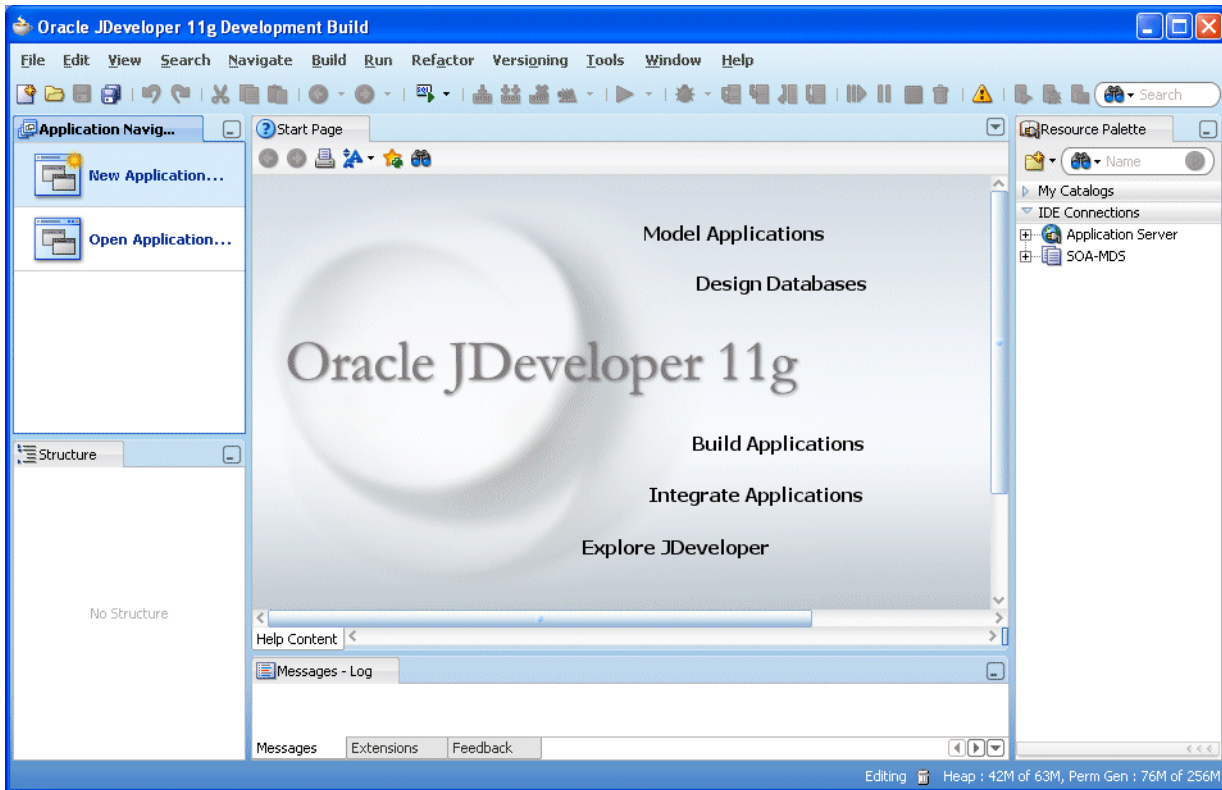 Oracle JDeveloper 11g Development Build
File Edit View Search Navigate Build Run Refactor Versioning Tools Window Help
Search
Application Navig...
New Application...
Open Application...
Structure
No Structure
Start Page
Model Applications
Design Databases
Oracle JDeveloper 11g
Build Applications
Integrate Applications
Explore JDeveloper
Help Content
Messages - Log
Messages Extensions Feedback
Resource Palette
Name
My Catalogs
IDE Connections
Application Server
SOA-MDS
Editing Heap : 42M of 63M, Perm Gen : 76M of 256M